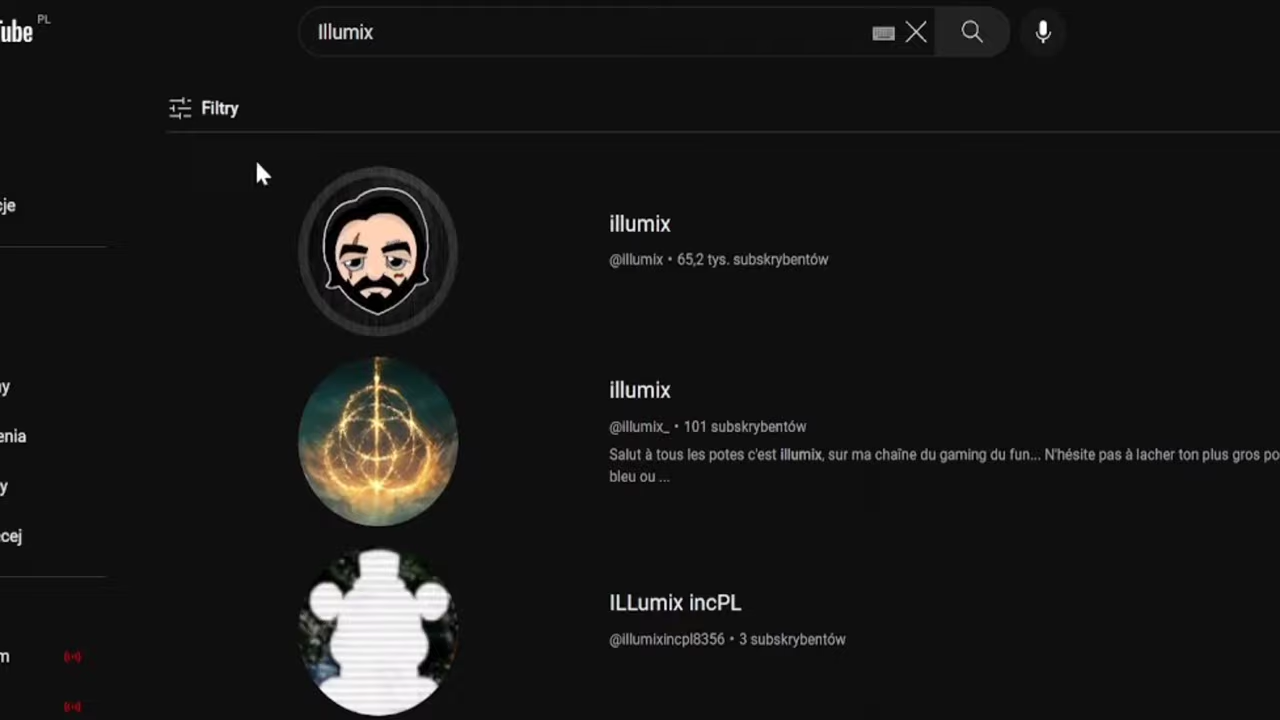 Tube PL
Illumix
Filtry
cje
illumix
@illumix • 65,2 tys. subskrybentów
y
illumix
enia
@illumix_ • 101 subskrybentów
Salut à tous les potes c'est illumix, sur ma chaîne du gaming du fun... N'hésite pas à lacher ton plus gros po
bleu ou ...
y
ęcej
ILLumix incPL
@illumixincpl8356 • 3 subskrybentów
m